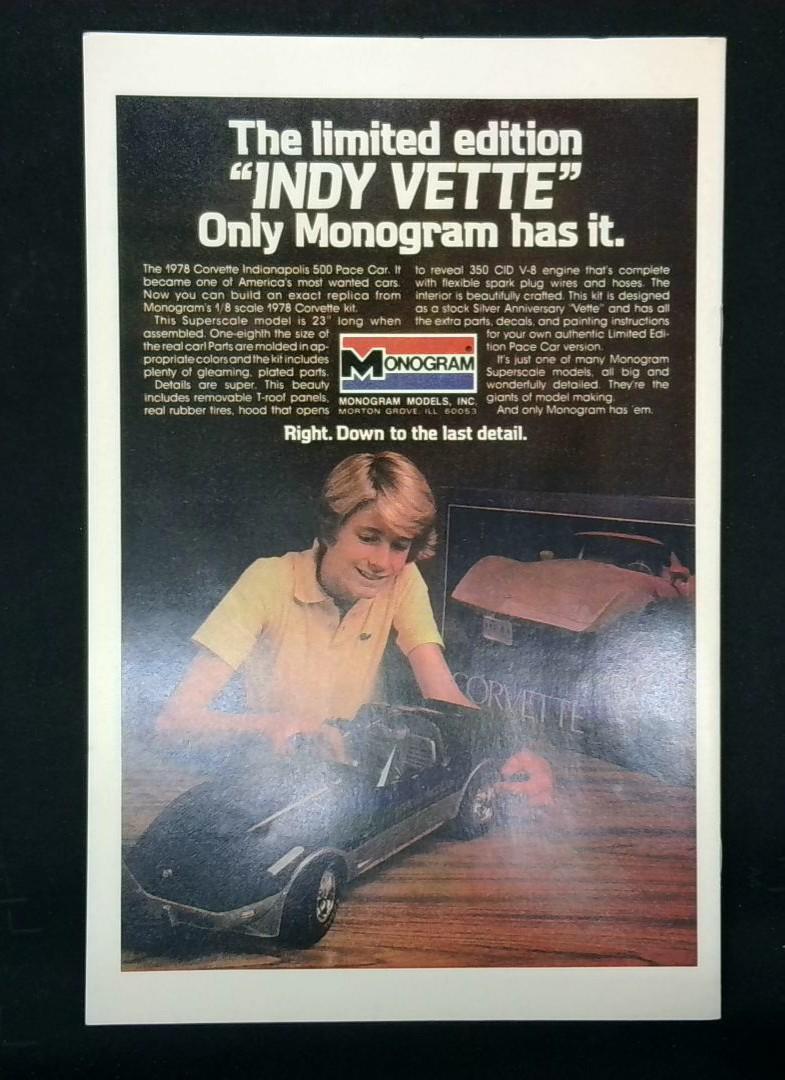 The limited edition
"INDY VETTE"
Only Monogram has it.
The 1978 Corvette Indianapolis 500 Pace Car. It
became one of America's most wanted cars.
Now you can build an exact replica from
Monogram's 1/8 scale 1978 Corvette kit.
This Superscale model is 23" long when
assembled. One-eighth the size of
the real car! Parts are molded in ap-
propriate colors and the kit includes
plenty of gleaming, plated parts.
Details are super. This beauty
includes removable T-roof panels,
real rubber tires, hood that opens
to reveal 350 CID V-8 engine that's complete
with flexible spark plug wires and hoses. The
interior is beautifully crafted. This kit is designed
as a stock Silver Anniversary "Vette" and has all
the extra parts, decals, and painting instructions
for your own authentic Limited Edi-
tion Pace Car version.
It's just one of many Monogram
Superscale models, all big and
wonderfully detailed. They're the
giants of model making.
And only Monogram has 'em.
MONOGRAM
MONOGRAM MODELS, INC.
MORTON GROVE, ILL 60053
Right. Down to the last detail.
CORVETTE